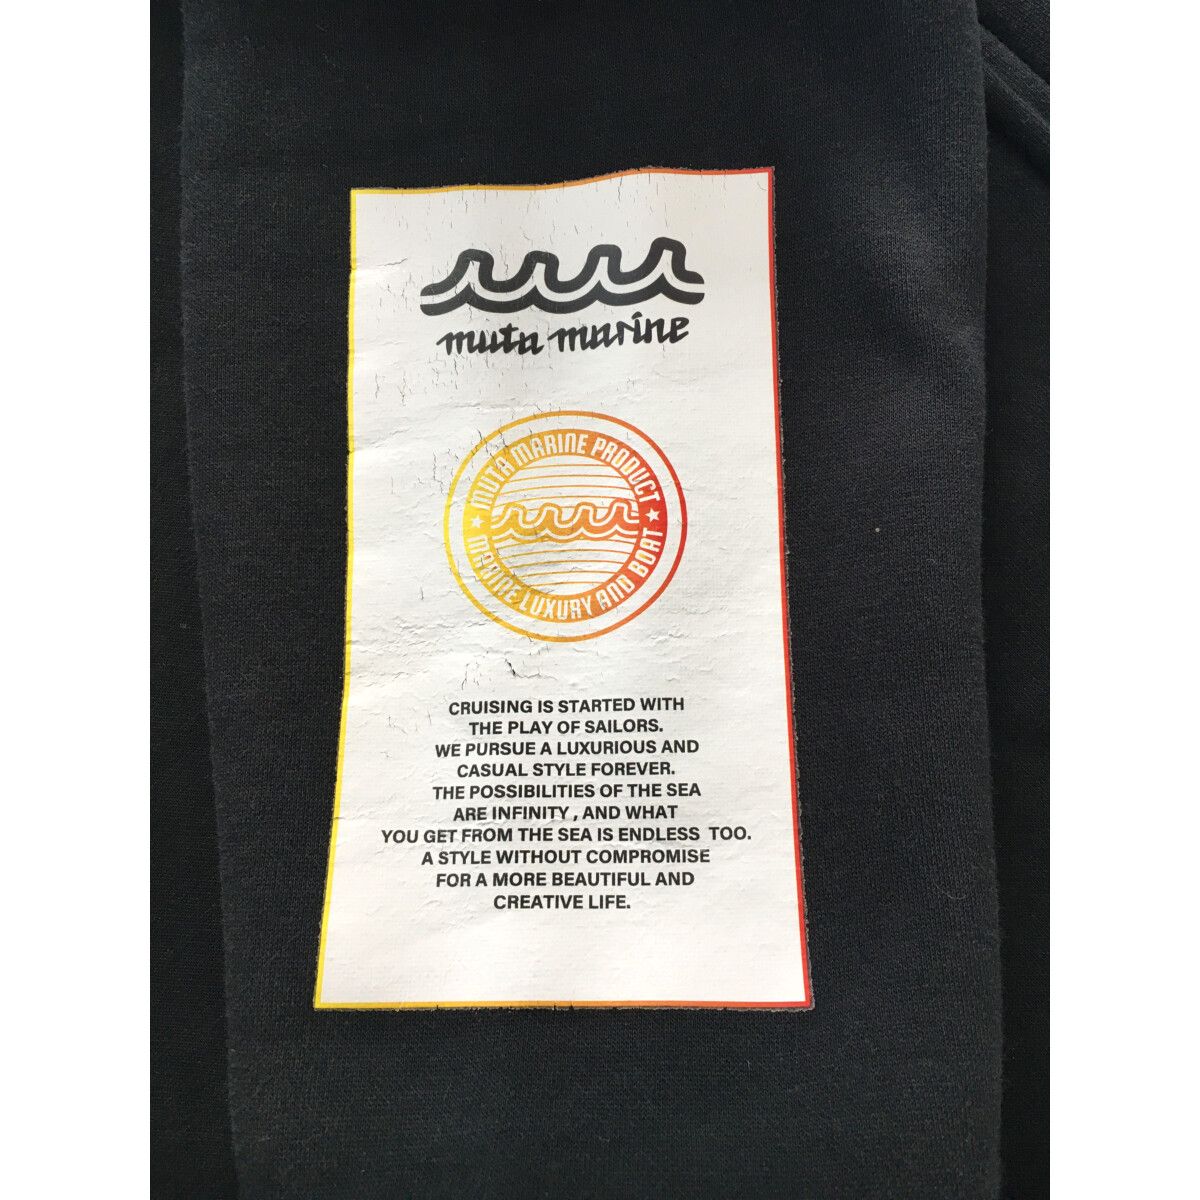 muta marine
MUTA MARINE PRODUCT
MARINE LUXURY AND BOAT
CRUISING IS STARTED WITH
THE PLAY OF SAILORS.
WE PURSUE A LUXURIOUS AND
CASUAL STYLE FOREVER.
THE POSSIBILITIES OF THE SEA
ARE INFINITY , AND WHAT
YOU GET FROM THE SEA IS ENDLESS TOO.
A STYLE WITHOUT COMPROMISE
FOR A MORE BEAUTIFUL AND
CREATIVE LIFE.